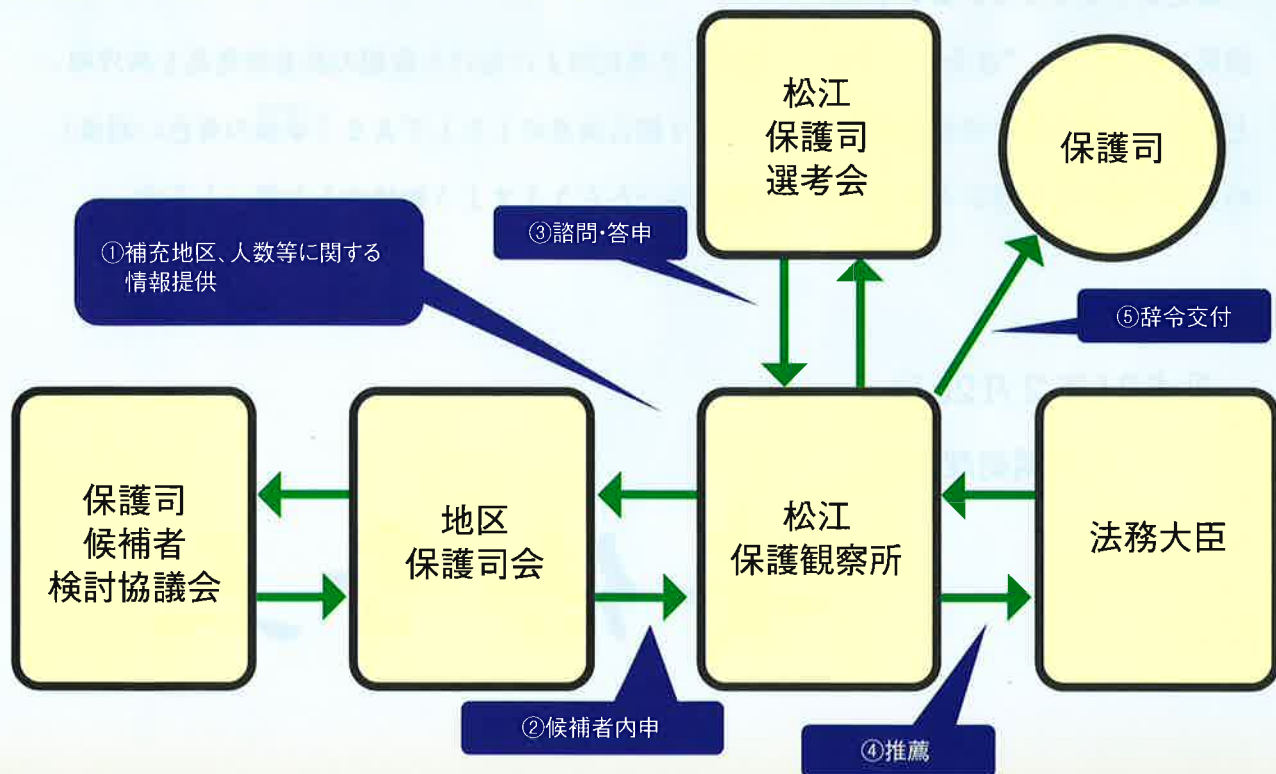 松江
保護司
選考会
保護司
①補充地区、人数等に関する
情報提供
③諮問・答申
⑤辞令交付
保護司
候補者
検討協議会
地区
保護司会
松江
保護観察所
法務大臣
②候補者内申
④推薦